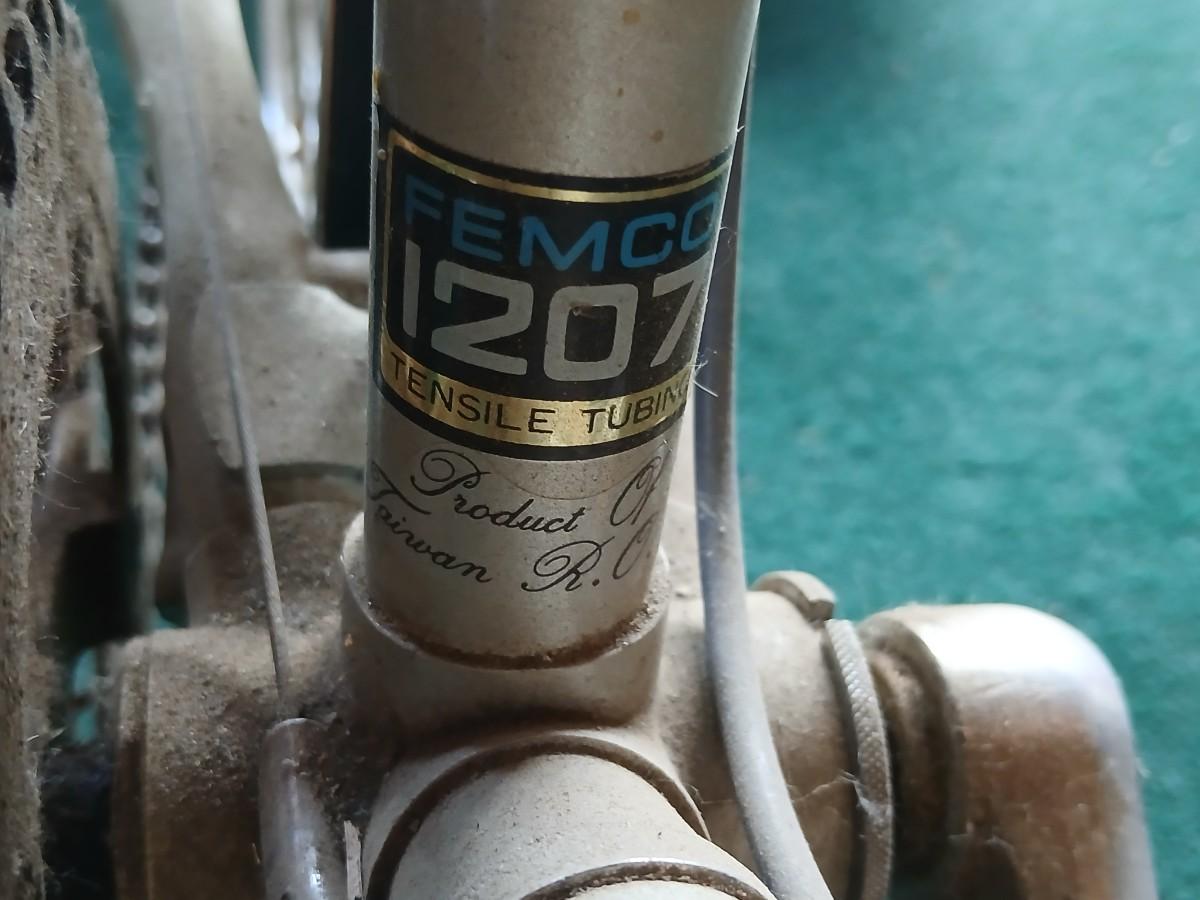 FEMCO
1207
TENSILE TUBING
Product Of
Taiwan R.O.